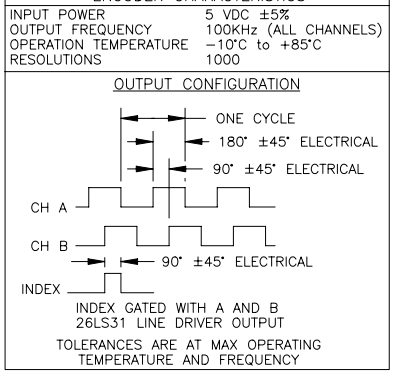 ENCODER CHARACTERISTICS
INPUT POWER 5 VDC ±5%
OUTPUT FREQUENCY 100KHz (ALL CHANNELS)
OPERATION TEMPERATURE −10°C to +85°C
RESOLUTIONS 1000
OUTPUT CONFIGURATION
ONE CYCLE
180° ±45° ELECTRICAL
90° ±45° ELECTRICAL
CH A
CH B
90° ±45° ELECTRICAL
INDEX
INDEX GATED WITH A AND B
26LS31 LINE DRIVER OUTPUT
TOLERANCES ARE AT MAX OPERATING
TEMPERATURE AND FREQUENCY